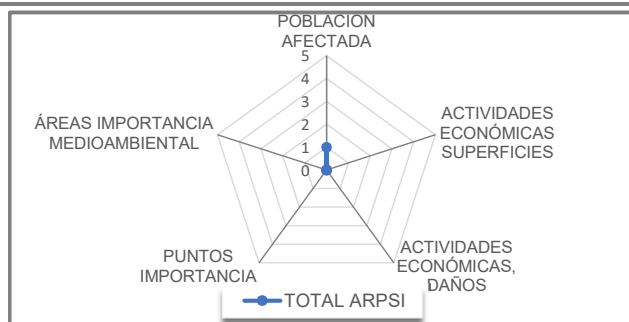 POBLACION
AFECTADA
5
4
3
2
1
0
ACTIVIDADES
ECONÓMICAS
SUPERFICIES
ACTIVIDADES
ECONÓMICAS,
DAÑOS
PUNTOS
IMPORTANCIA
ÁREAS IMPORTANCIA
MEDIOAMBIENTAL
TOTAL ARPSI